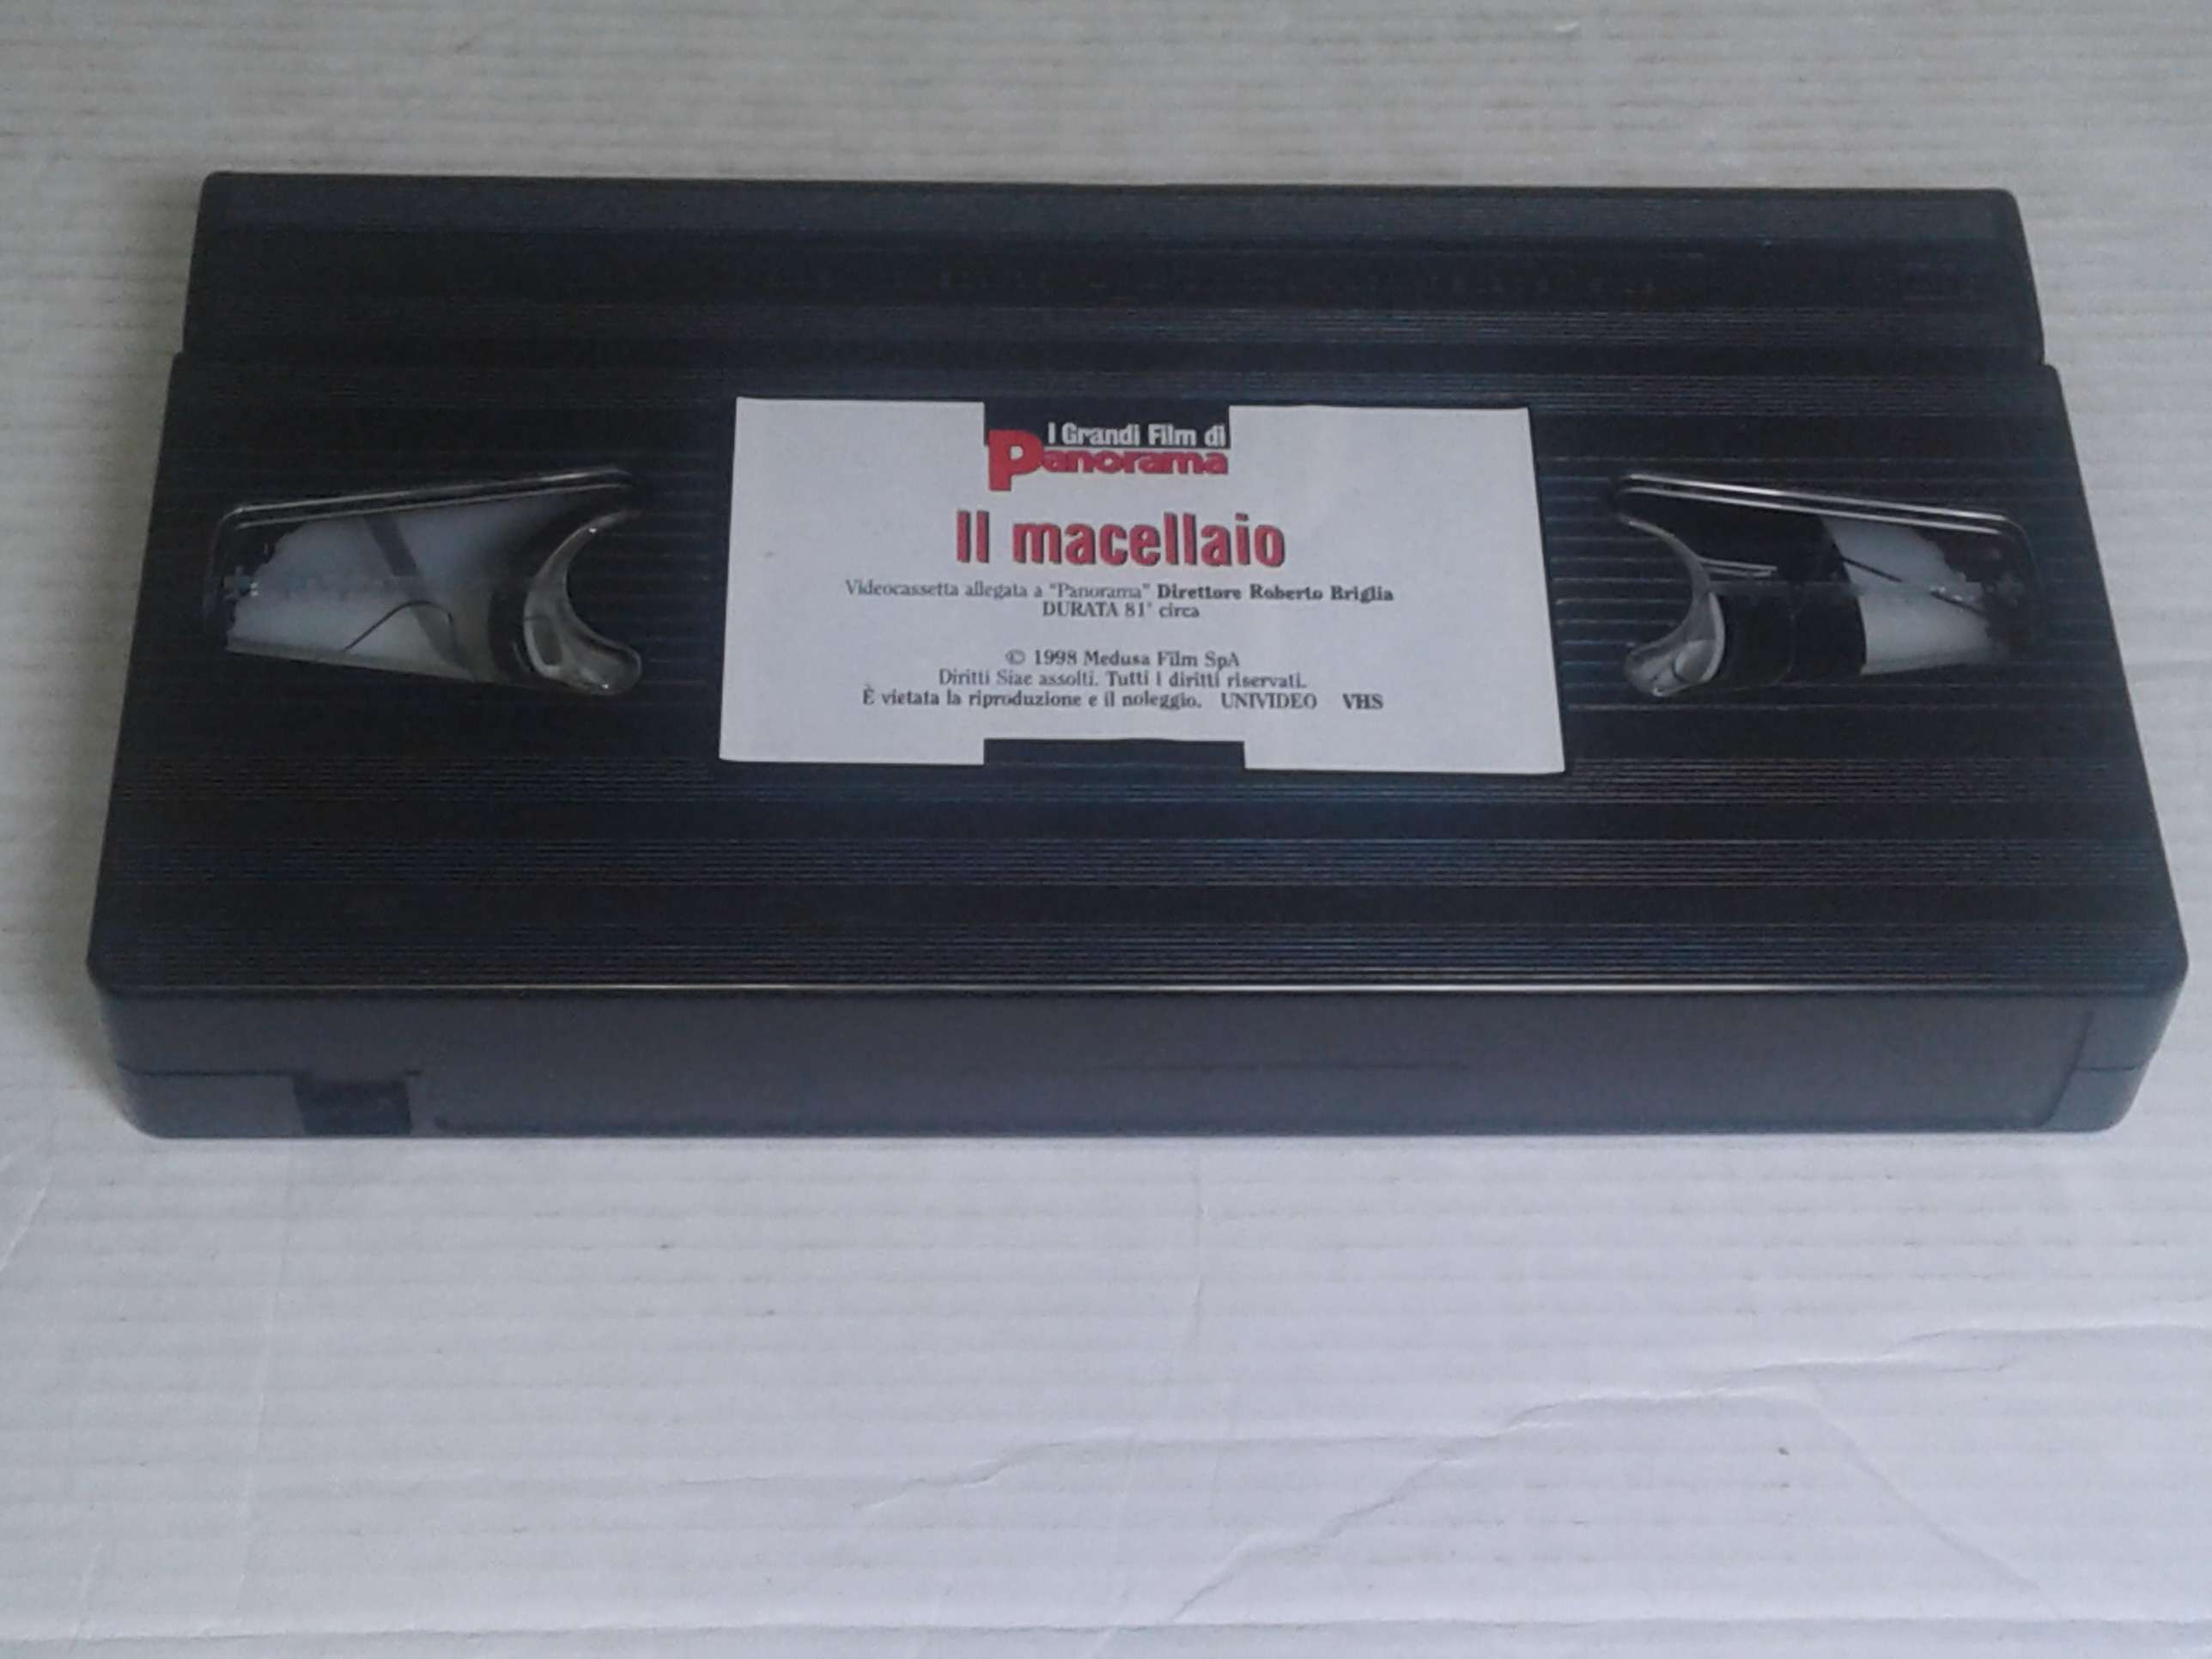 I Grandi Film di
Panorama
Il macellaio
Videocassetta allegata a "Panorama" Direttore Roberto Briglia
DURATA 81' circa
© 1998 Medusa Film SpA
Diritti Siae assolti. Tutti i diritti riservati.
È vietata la riproduzione e il noleggio. UNIVIDEO VHS